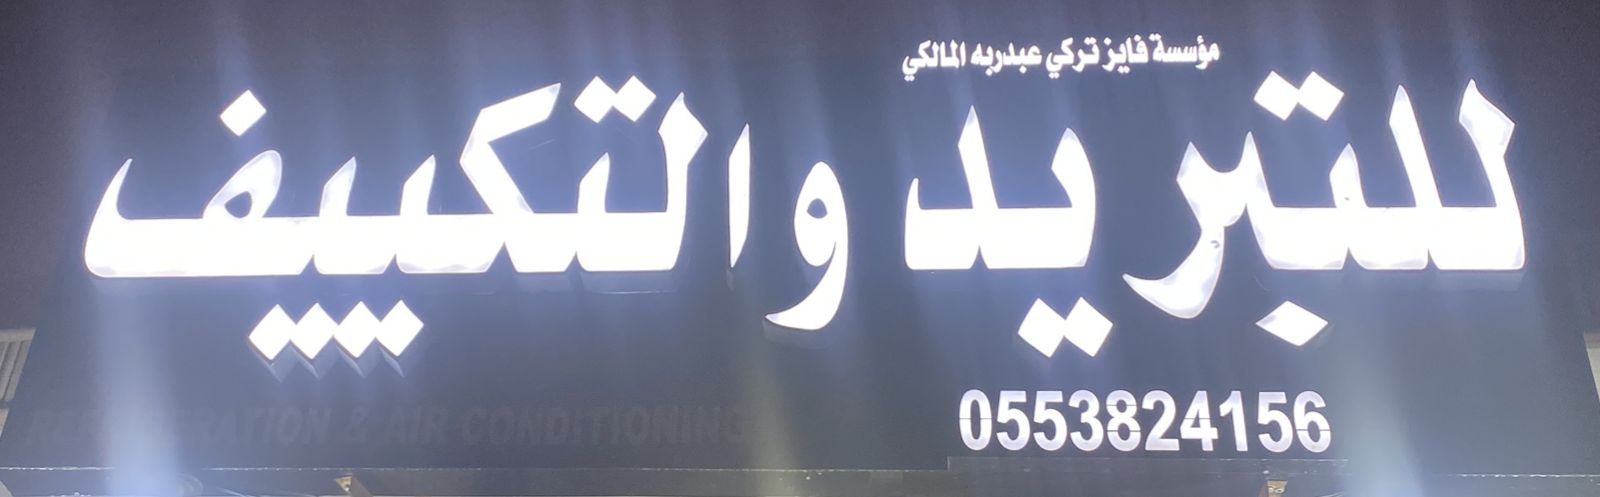 مؤسسة فايز تركي عبدربه المالكي
للتبريد والتكييف
0553824156
REFRIGERATION & AIR CONDITIONING